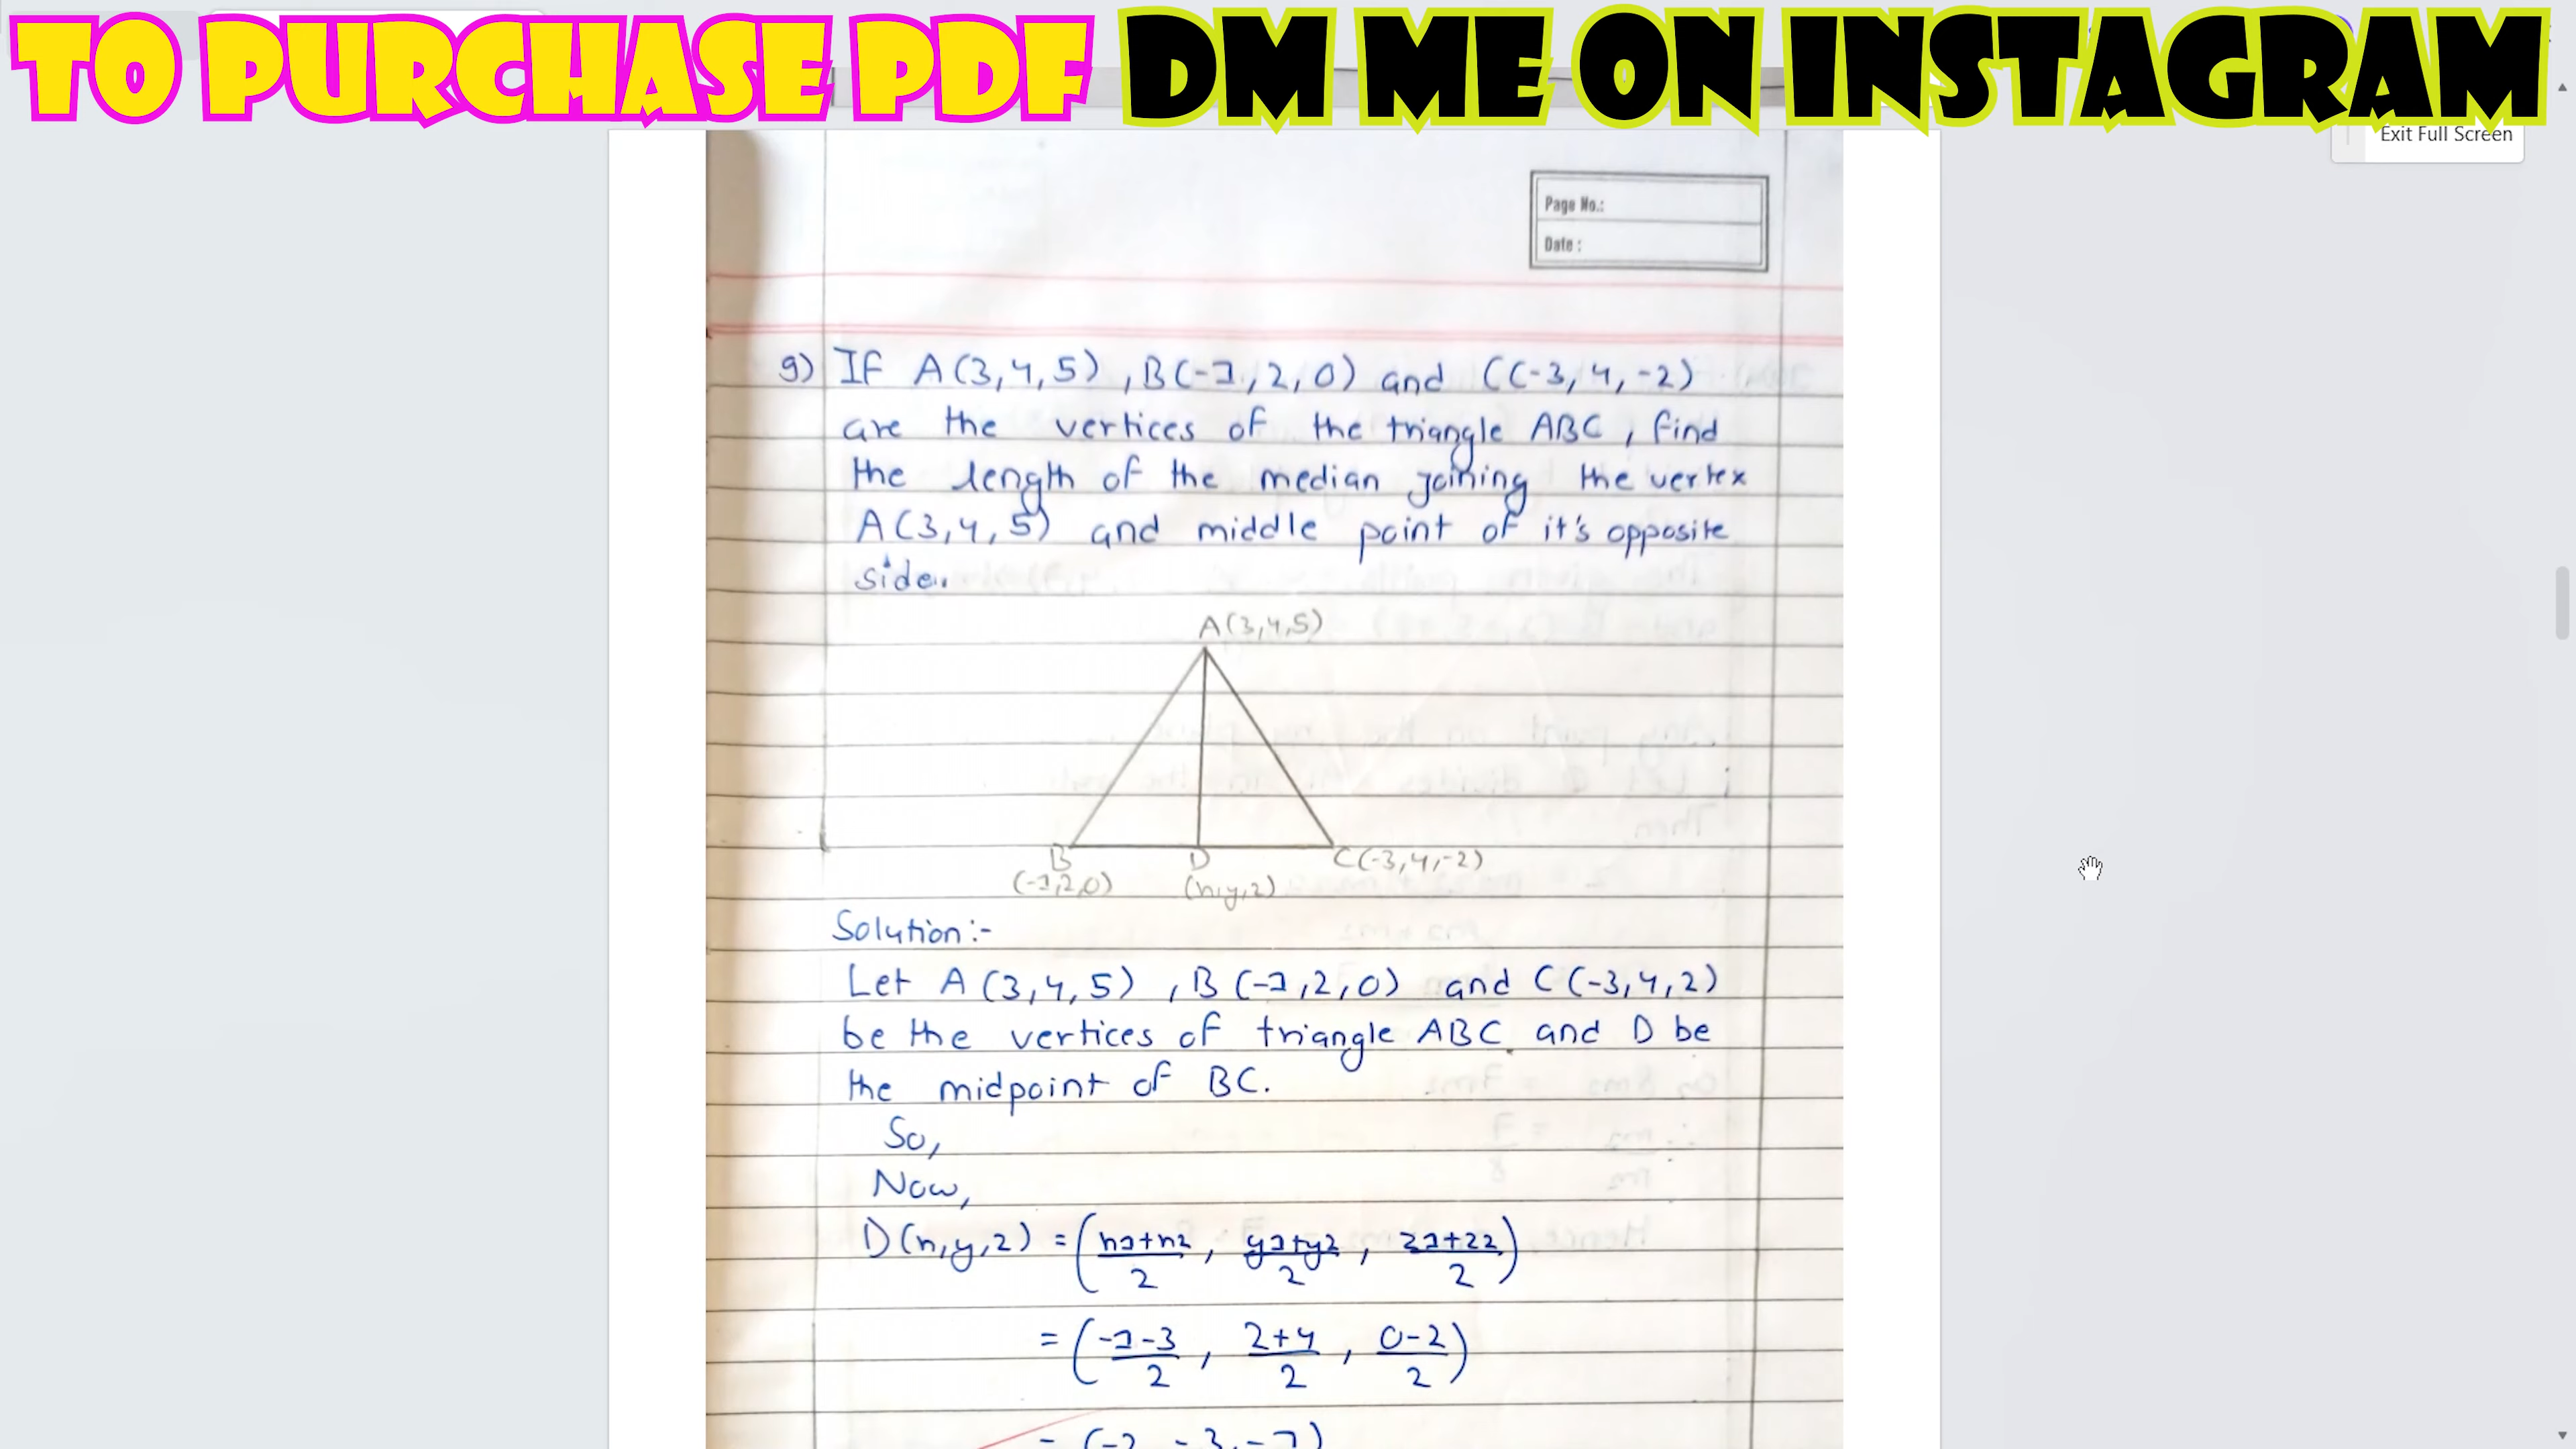 TO PURCHASE PDF DM ME ON INSTAGRAM
Exit Full Screen
Page No.:
Date :
9) If A(3,4,5) , B(-1,2,0) and C(-3,4,-2)
are the vertices of the triangle ABC, find
the length of the median joining the vertex
A(3,4,5) and middle point of it's opposite
side.
A(3,4,5)
B D C(-3,4,-2)
(-1,2,0) (x,y,z)
Solution:-
Let A(3,4,5) , B(-1,2,0) and C(-3,4,2)
be the vertices of triangle ABC and D be
the midpoint of BC.
So,
Now,
D(x,y,z) = (x1+x2/2, y1+y2/2, z1+z2/2)
= (-1-3/2, 2+4/2, 0-2/2)